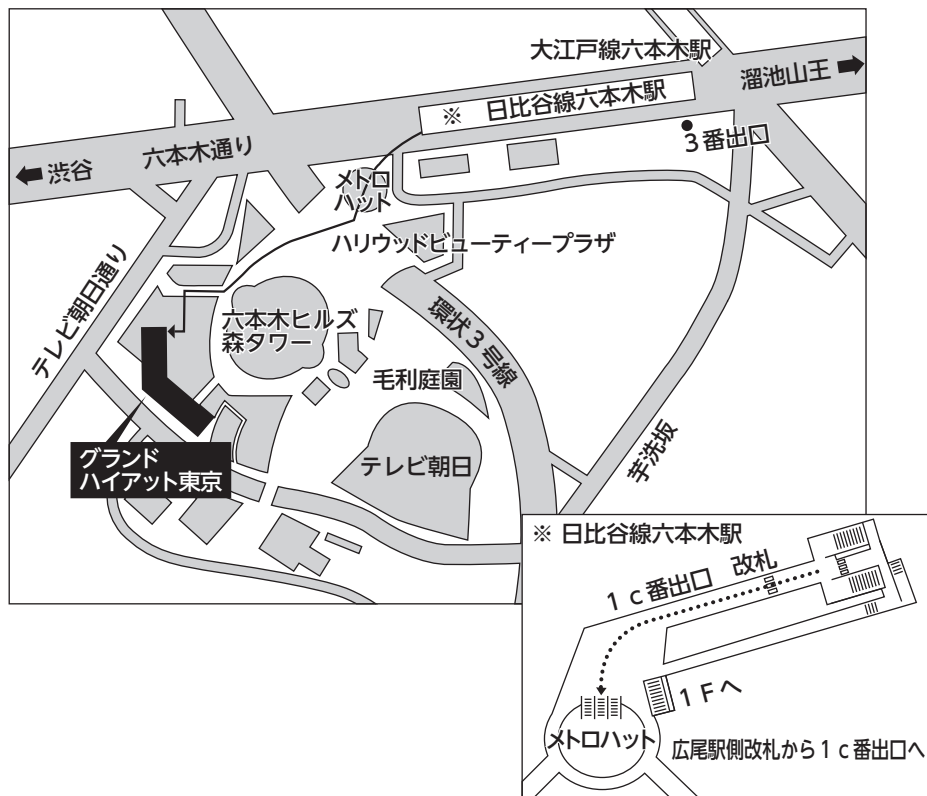 大江戸線六本木駅
溜池山王
※ 日比谷線六本木駅
3番出口
六本木通り
渋谷
メトロ
ハット
ハリウッドビューティープラザ
テレビ朝日通り
六本木ヒルズ
森タワー
環状3号線
毛利庭園
テレビ朝日
芋洗坂
グランド
ハイアット東京
※ 日比谷線六本木駅
1c番出口 改札
1Fへ
メトロハット
広尾駅側改札から1c番出口へ